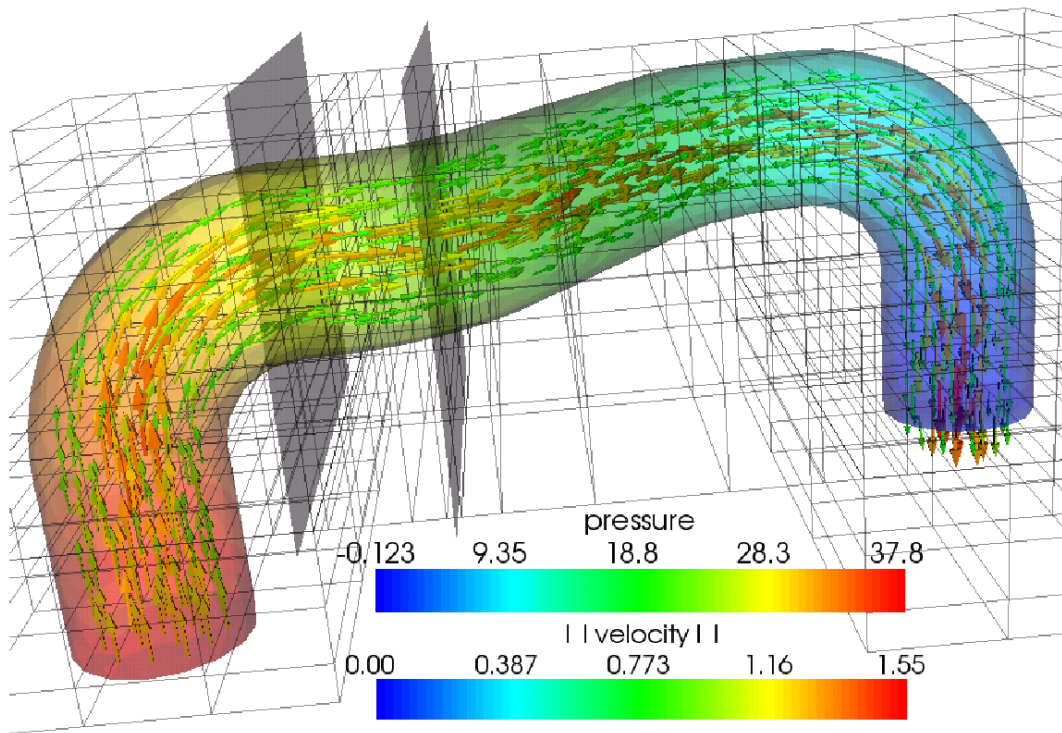 pressure
-0.123 9.35 18.8 28.3 37.8
||velocity||
0.00 0.387 0.773 1.16 1.55